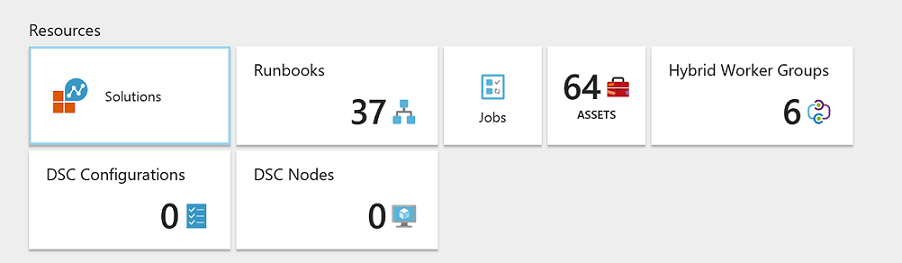 Resources
Solutions
Runbooks
37
Jobs
64
ASSETS
Hybrid Worker Groups
6
DSC Configurations
0
DSC Nodes
0